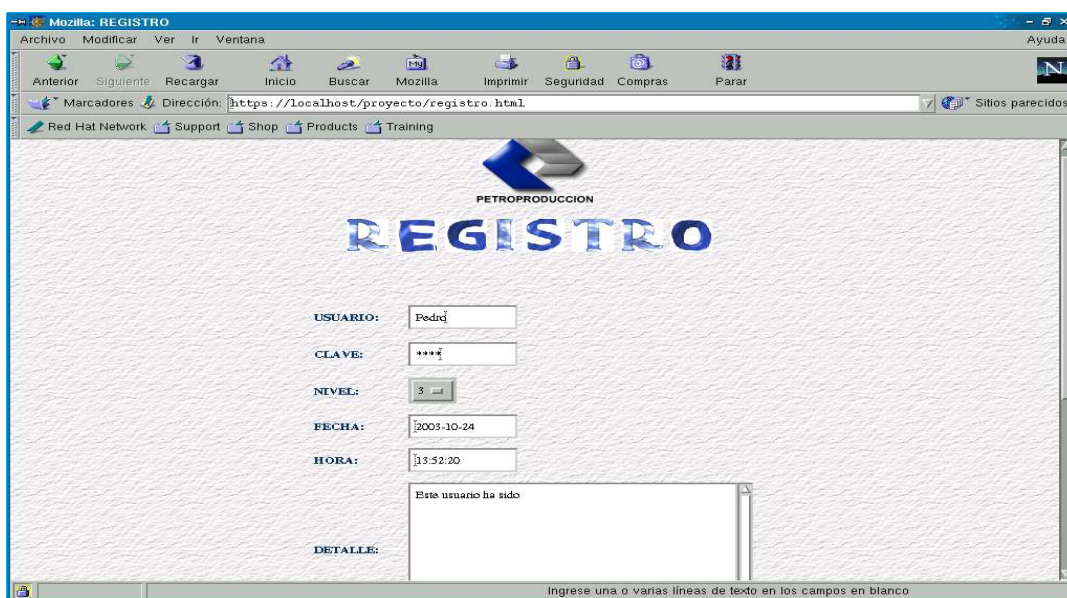 Mozilla: REGISTRO
Archivo Modificar Ver Ir Ventana Ayuda
Anterior Siguiente Recargar Inicio Buscar Mozilla Imprimir Seguridad Compras Parar
My
N
Marcadores Dirección: https://localhost/proyecto/registro.html Sitios parecidos
Red Hat Network Support Shop Products Training
PETROPRODUCCION
REGISTRO
USUARIO: Pedro
CLAVE: ****
NIVEL: 3
FECHA: 2003-10-24
HORA: 13:52:20
Este usuario ha sido
DETALLE:
Ingrese una o varias líneas de texto en los campos en blanco